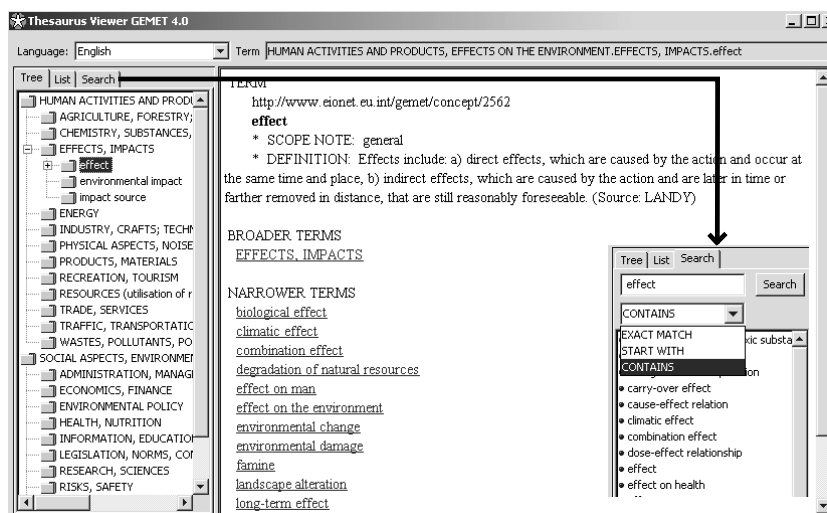 Thesaurus Viewer GEMET 4.0
Language: English
Term HUMAN ACTIVITIES AND PRODUCTS, EFFECTS ON THE ENVIRONMENT.EFFECTS, IMPACTS.effect
Tree List Search
HUMAN ACTIVITIES AND PRODU
AGRICULTURE, FORESTRY;
CHEMISTRY, SUBSTANCES,
EFFECTS, IMPACTS
effect
environmental impact
impact source
ENERGY
INDUSTRY, CRAFTS; TECHN
PHYSICAL ASPECTS, NOISE
PRODUCTS, MATERIALS
RECREATION, TOURISM
RESOURCES (utilisation of r
TRADE, SERVICES
TRAFFIC, TRANSPORTATIC
WASTES, POLLUTANTS, PO
SOCIAL ASPECTS, ENVIRONMEN
ADMINISTRATION, MANAGI
ECONOMICS, FINANCE
ENVIRONMENTAL POLICY
HEALTH, NUTRITION
INFORMATION, EDUCATION
LEGISLATION, NORMS, CON
RESEARCH, SCIENCES
RISKS, SAFETY
TERM
http://www.eionet.eu.int/gemet/concept/2562
effect
* SCOPE NOTE: general
* DEFINITION: Effects include: a) direct effects, which are caused by the action and occur at
the same time and place, b) indirect effects, which are caused by the action and are later in time or
farther removed in distance, that are still reasonably foreseeable. (Source: LANDY)
BROADER TERMS
EFFECTS, IMPACTS
NARROWER TERMS
biological effect
climatic effect
combination effect
degradation of natural resources
effect on man
effect on the environment
environmental change
environmental damage
famine
landscape alteration
long-term effect
Tree List Search
effect Search
CONTAINS
EXACT MATCH
START WITH
CONTAINS
xic substa
carry-over effect
cause-effect relation
climatic effect
combination effect
dose-effect relationship
effect
effect on health